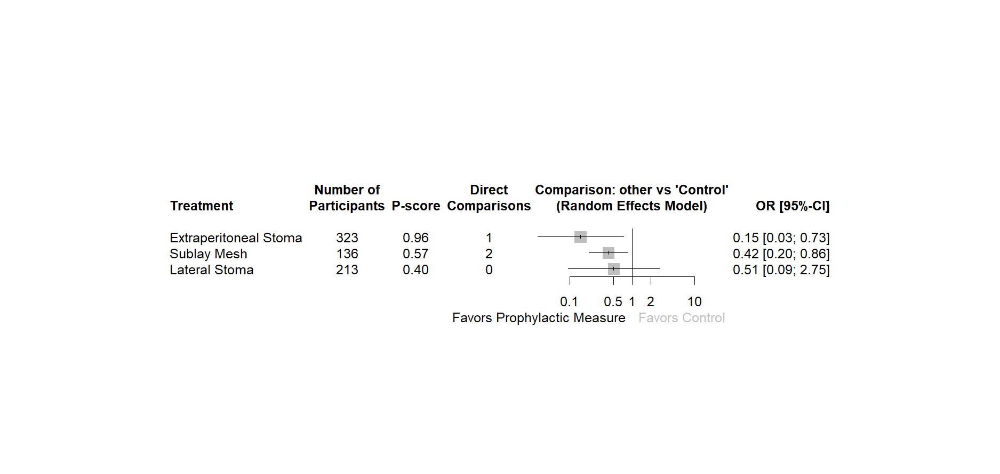 Number of Direct Comparison: other vs 'Control'
Treatment Participants P-score Comparisons (Random Effects Model) OR [95%-CI]
Extraperitoneal Stoma 323 0.96 1 0.15 [0.03; 0.73]
Sublay Mesh 136 0.57 2 0.42 [0.20; 0.86]
Lateral Stoma 213 0.40 0 0.51 [0.09; 2.75]
0.1 0.5 1 2 10
Favors Prophylactic Measure Favors Control